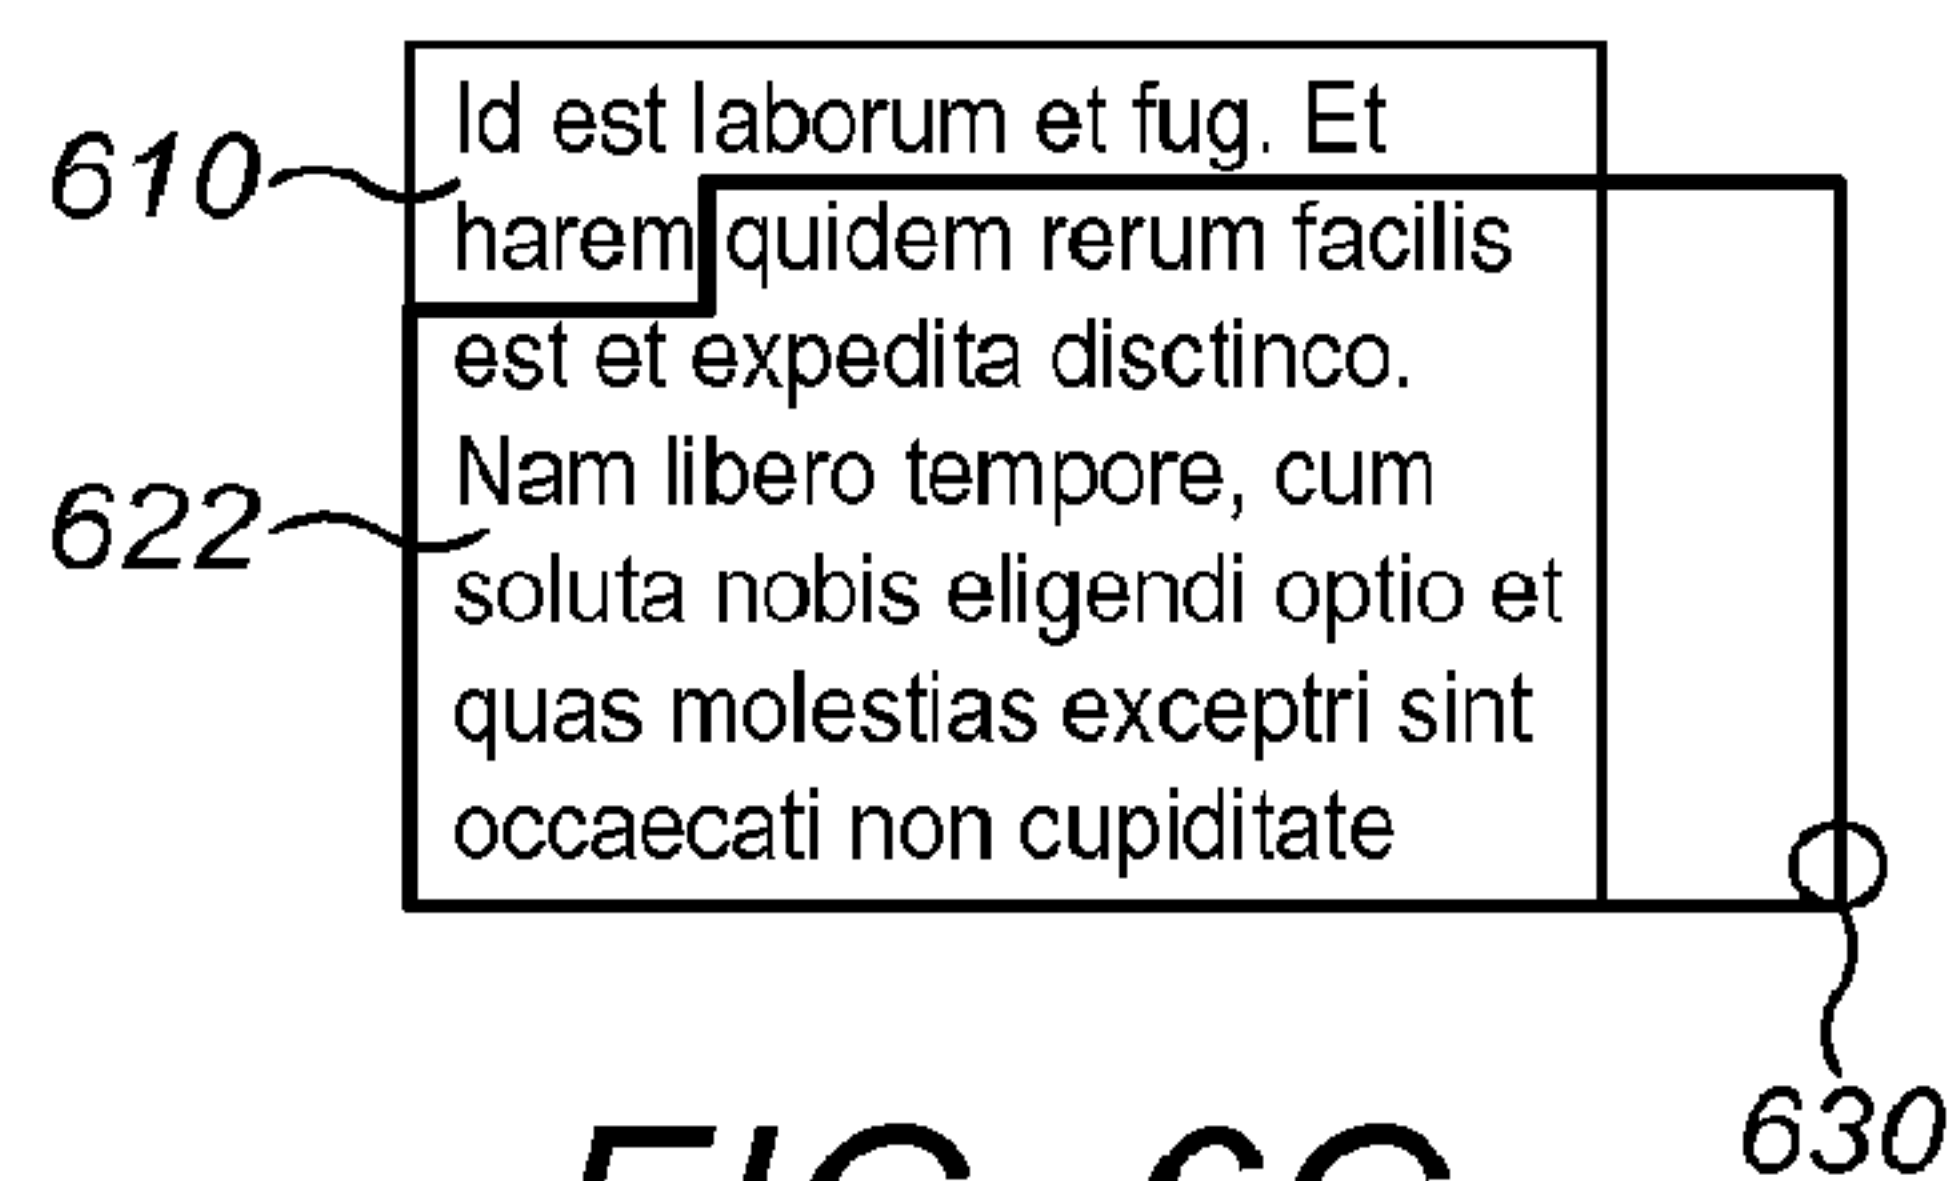 Id est laborum et fug. Et
610
harem quidem rerum facilis
est et expedita disctinco.
Nam libero tempore, cum
622
soluta nobis eligendi optio et
quas molestias exceptri sint
occaecati non cupiditate
630